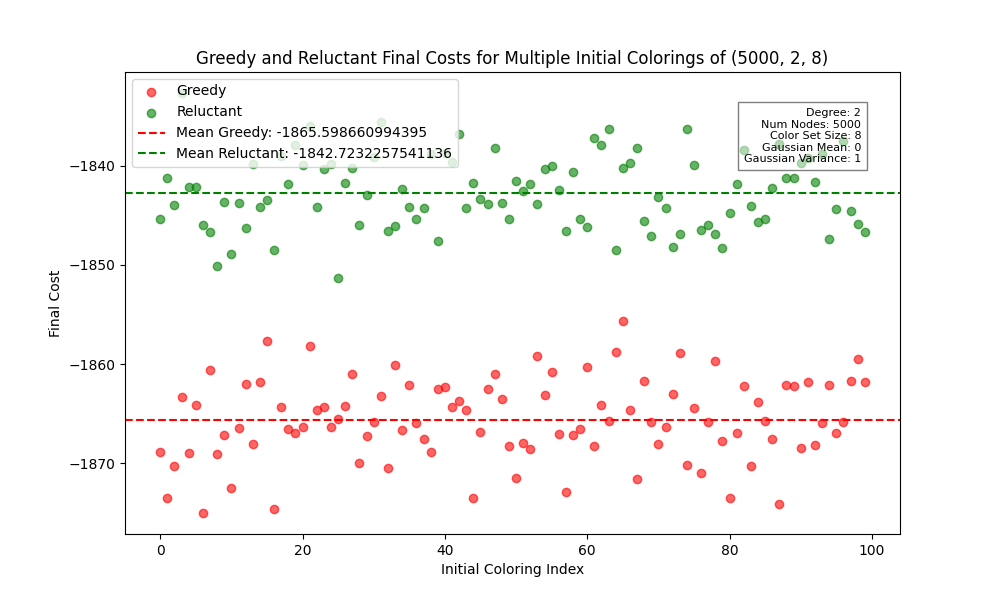 Greedy and Reluctant Final Costs for Multiple Initial Colorings of (5000, 2, 8)
Greedy
Reluctant
Mean Greedy: -1865.598660994395
Mean Reluctant: -1842.7232257541136
Degree: 2
Num Nodes: 5000
Color Set Size: 8
Gaussian Mean: 0
Gaussian Variance: 1
Final Cost
−1840
−1850
−1860
−1870
0
20
40
60
80
100
Initial Coloring Index